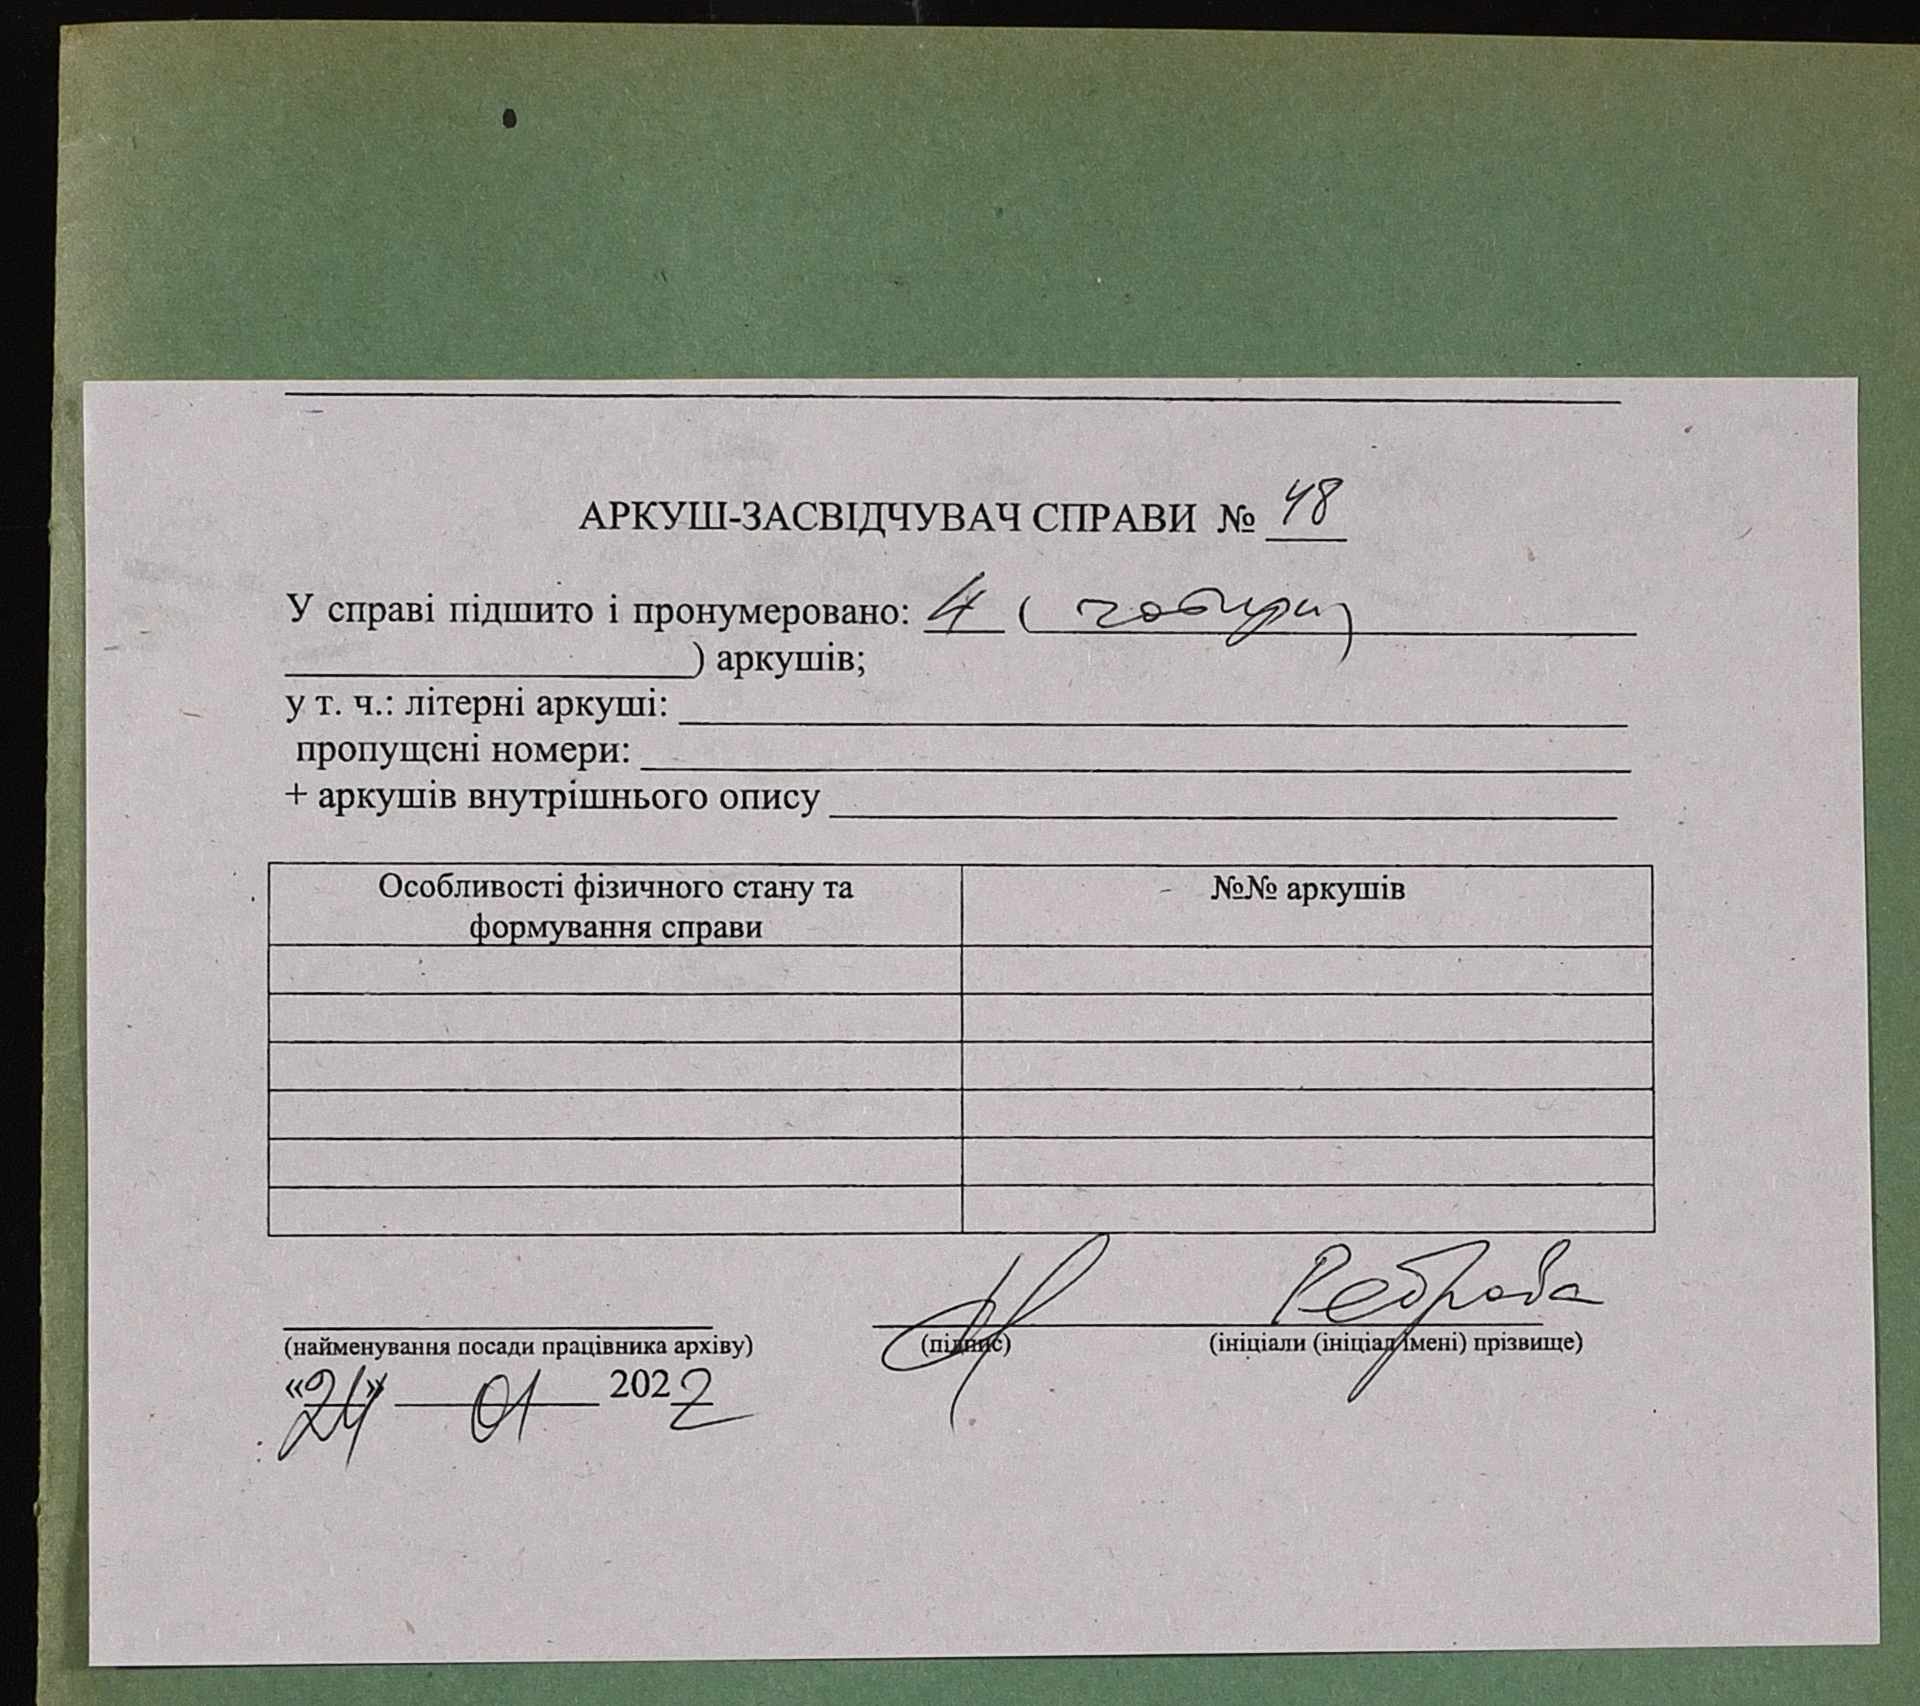 АРКУШ-ЗАСВІДЧУВАЧ СПРАВИ № 48
У справі підшито і пронумеровано: 4 ( чотири)
) аркушів;
у т. ч.: літерні аркуші:
пропущені номери:
+ аркушів внутрішнього опису
Особливості фізичного стану та
формування справи
№№ аркушів
Реброва
(найменування посади працівника архіву) (підпис) (ініціали (ініціал імені) прізвище)
«24» 01 2022